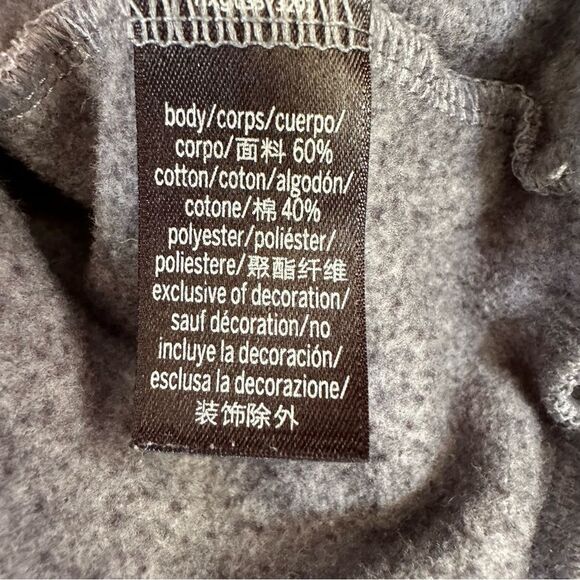 body/corps/cuerpo/
corpo/面料 60%
cotton/coton/algodón/
cotone/棉 40%
polyester/poliéster/
poliestere/聚酯纤维
exclusive of decoration/
sauf décoration/no
incluye la decoración/
esclusa la decorazione/
装饰除外